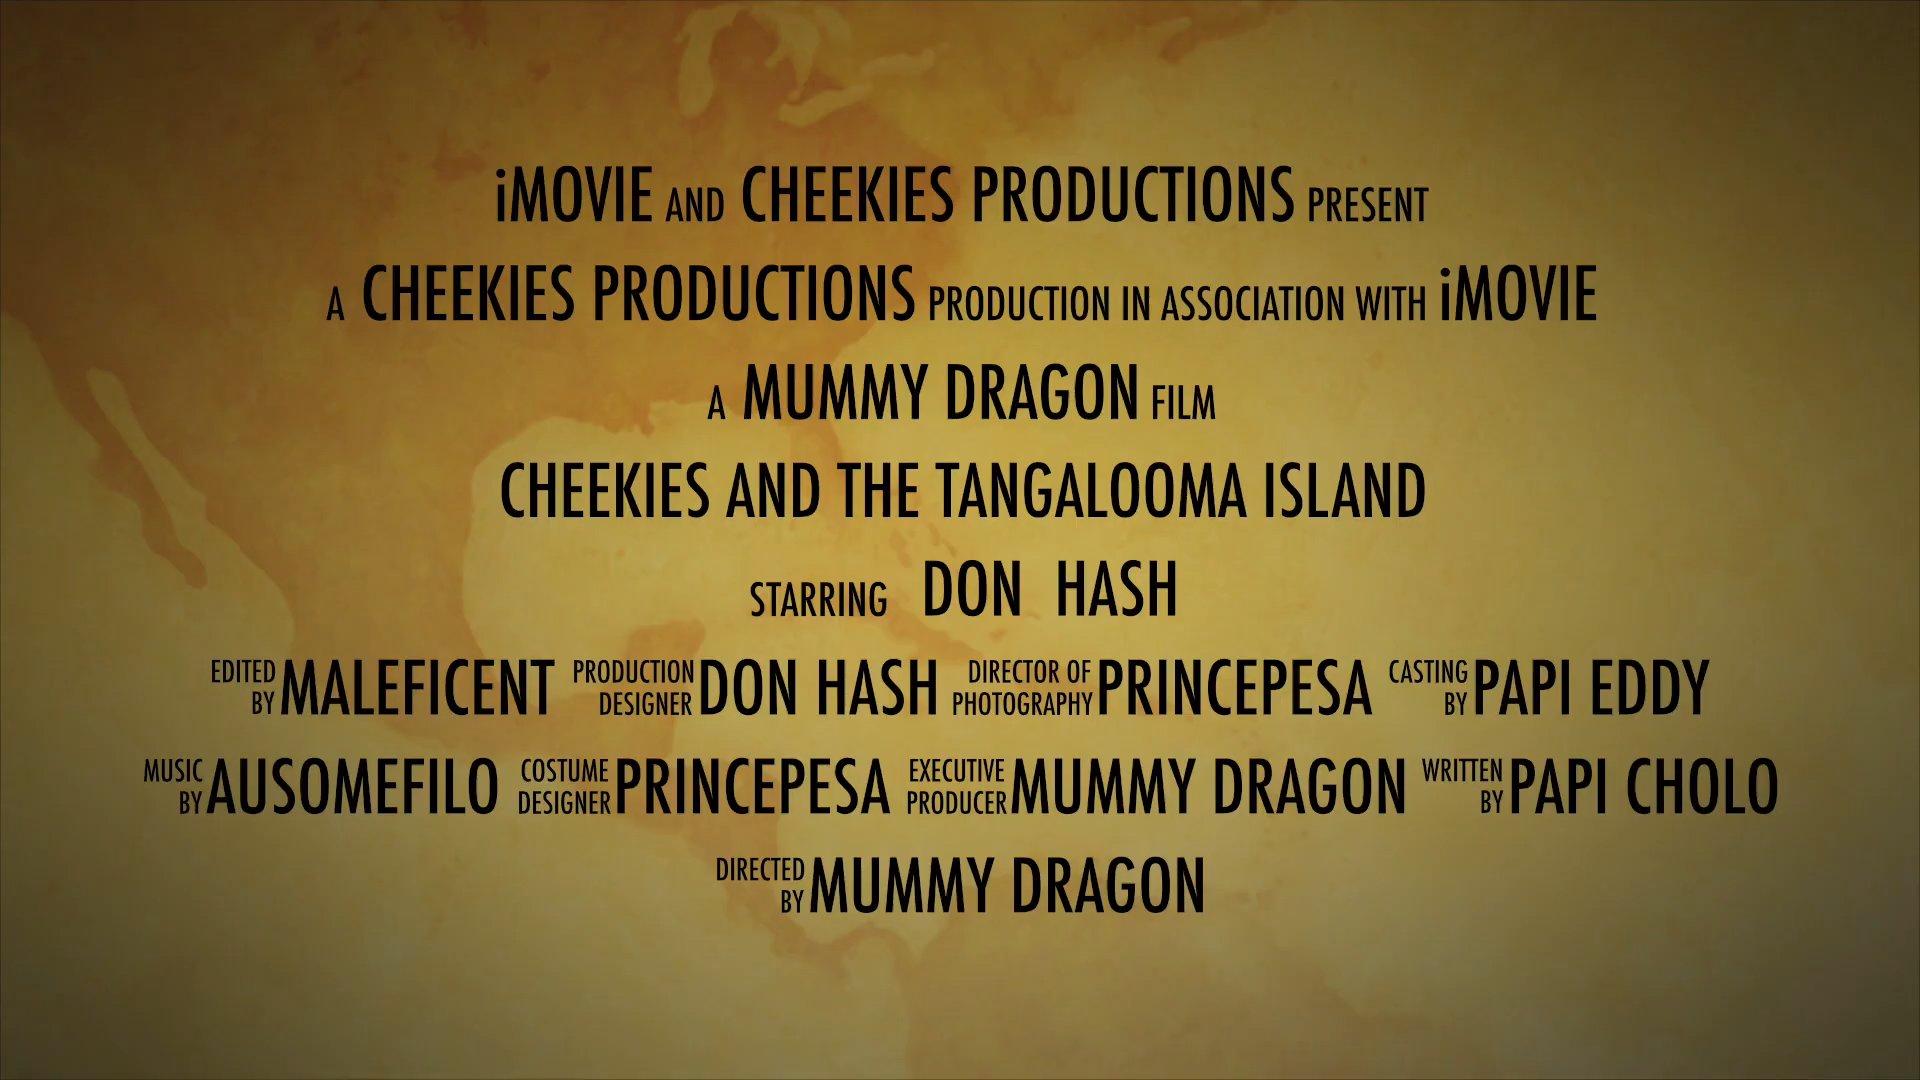 iMOVIE AND CHEEKIES PRODUCTIONS PRESENT
A CHEEKIES PRODUCTIONS PRODUCTION IN ASSOCIATION WITH iMOVIE
A MUMMY DRAGON FILM
CHEEKIES AND THE TANGALOOMA ISLAND
STARRING DON HASH
EDITED BY MALEFICENT PRODUCTION DESIGNER DON HASH DIRECTOR OF PHOTOGRAPHY PRINCEPESA CASTING BY PAPI EDDY
MUSIC BY AUSOMEFILO COSTUME DESIGNER PRINCEPESA EXECUTIVE PRODUCER MUMMY DRAGON WRITTEN BY PAPI CHOLO
DIRECTED BY MUMMY DRAGON